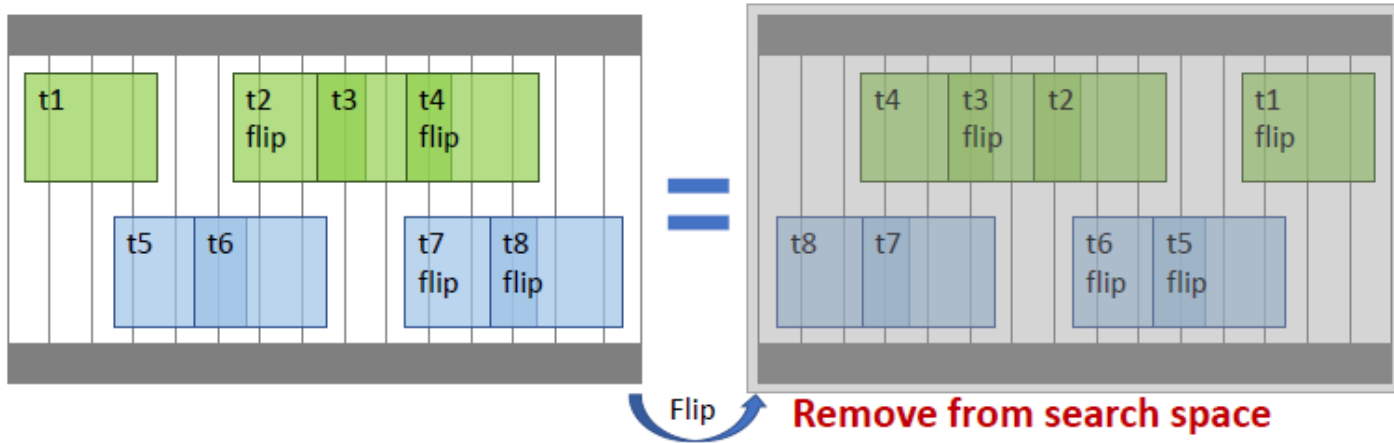 t1
t2
flip
t3
t4
flip
t5
t6
t7
flip
t8
flip
t4
t3
flip
t2
t1
flip
t8
t7
t6
flip
t5
flip
Flip
Remove from search space